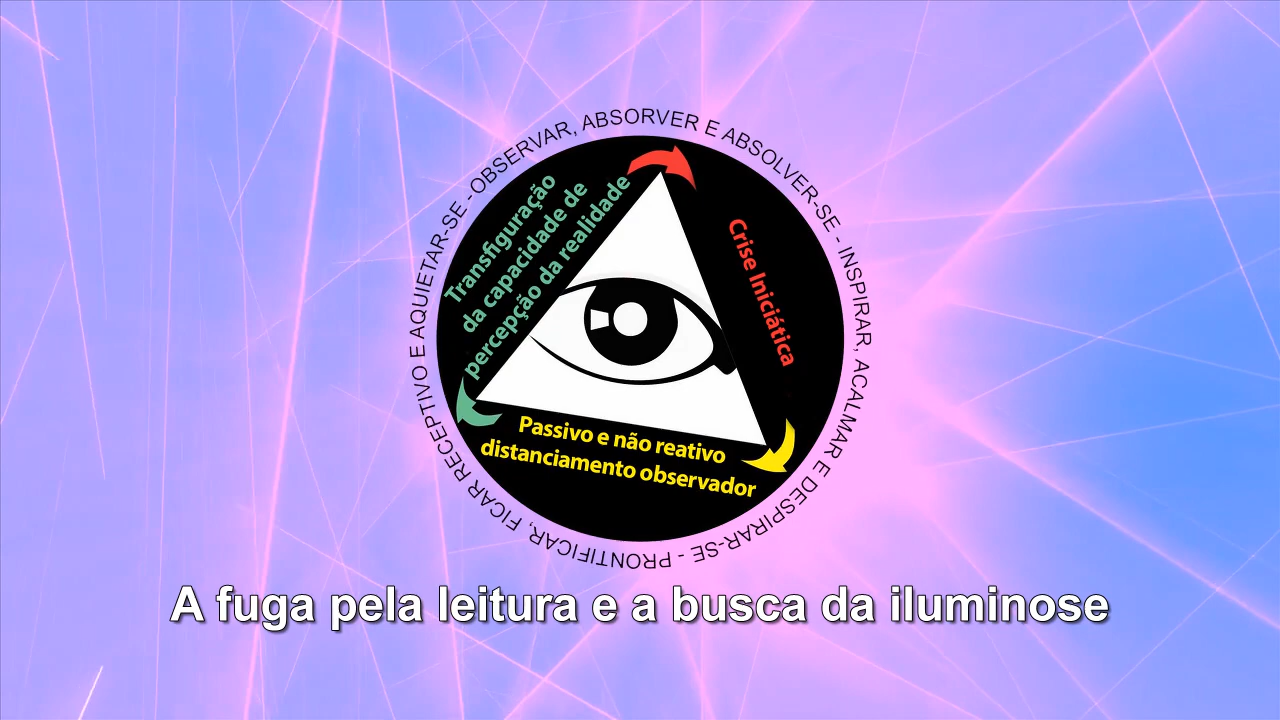 OBSERVAR, ABSORVER E ABSOLVER-SE - INSPIRAR, ACALMAR E DESPIRAR-SE - PRONTIFICAR, FICAR RECEPTIVO E AQUIETAR-SE -
Transfiguração
da capacidade de
percepção da realidade
Crise Iniciática
Passivo e não reativo
distanciamento observador
A fuga pela leitura e a busca da iluminose